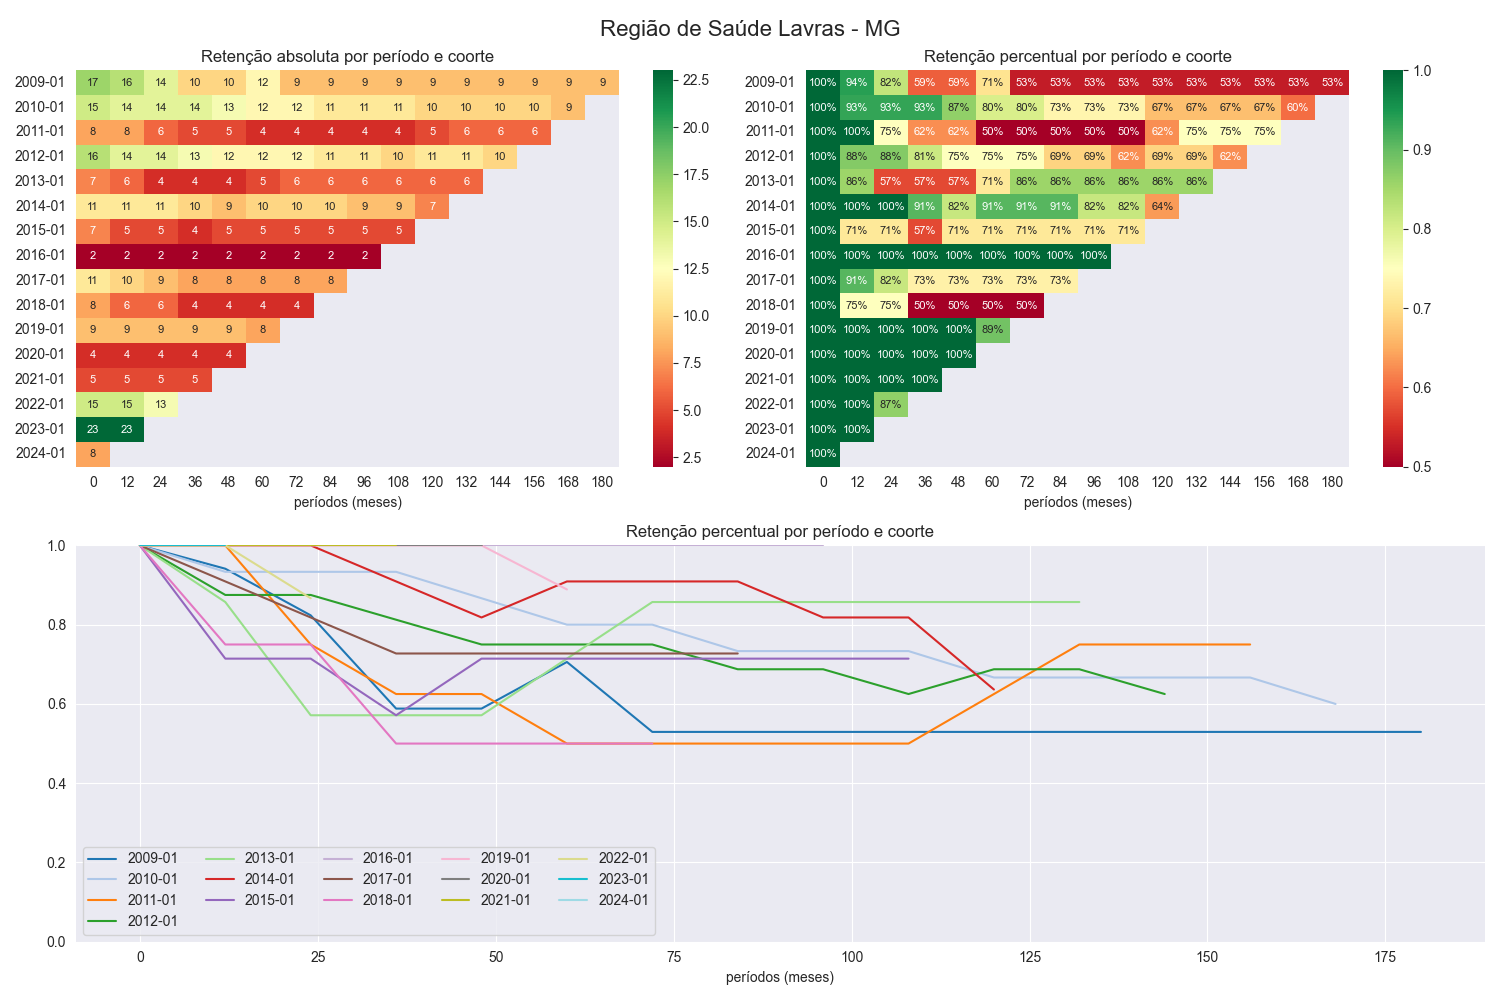 Região de Saúde Lavras - MG
Retenção absoluta por período e coorte
2009-01 17 16 14 10 10 12 9 9 9 9 9 9 9 9 9 9
2010-01 15 14 14 14 13 12 12 11 11 11 10 10 10 10 9
2011-01 8 8 6 5 5 4 4 4 4 4 5 6 6 6
2012-01 16 14 14 13 12 12 12 11 11 10 11 11 10
2013-01 7 6 4 4 4 5 6 6 6 6 6 6
2014-01 11 11 11 10 9 10 10 10 9 9 7
2015-01 7 5 5 4 5 5 5 5 5 5
2016-01 2 2 2 2 2 2 2 2 2
2017-01 11 10 9 8 8 8 8 8
2018-01 8 6 6 4 4 4 4
2019-01 9 9 9 9 9 8
2020-01 4 4 4 4 4
2021-01 5 5 5 5
2022-01 15 15 13
2023-01 23 23
2024-01 8
0 12 24 36 48 60 72 84 96 108 120 132 144 156 168 180
períodos (meses)
22.5
20.0
17.5
15.0
12.5
10.0
7.5
5.0
2.5
Retenção percentual por período e coorte
2009-01 100% 94% 82% 59% 59% 71% 53% 53% 53% 53% 53% 53% 53% 53% 53% 53%
2010-01 100% 93% 93% 93% 87% 80% 80% 73% 73% 73% 67% 67% 67% 67% 60%
2011-01 100% 100% 75% 62% 62% 50% 50% 50% 50% 50% 62% 75% 75% 75%
2012-01 100% 88% 88% 81% 75% 75% 75% 69% 69% 62% 69% 69% 62%
2013-01 100% 86% 57% 57% 57% 71% 86% 86% 86% 86% 86% 86%
2014-01 100% 100% 100% 91% 82% 91% 91% 91% 82% 82% 64%
2015-01 100% 71% 71% 57% 71% 71% 71% 71% 71% 71%
2016-01 100% 100% 100% 100% 100% 100% 100% 100% 100%
2017-01 100% 91% 82% 73% 73% 73% 73% 73%
2018-01 100% 75% 75% 50% 50% 50% 50%
2019-01 100% 100% 100% 100% 100% 89%
2020-01 100% 100% 100% 100% 100%
2021-01 100% 100% 100% 100%
2022-01 100% 100% 87%
2023-01 100% 100%
2024-01 100%
0 12 24 36 48 60 72 84 96 108 120 132 144 156 168 180
períodos (meses)
1.0
0.9
0.8
0.7
0.6
0.5
Retenção percentual por período e coorte
1.0
0.8
0.6
0.4
0.2
0.0
2009-01 2013-01 2016-01 2019-01 2022-01
2010-01 2014-01 2017-01 2020-01 2023-01
2011-01 2015-01 2018-01 2021-01 2024-01
2012-01
0 25 50 75 100 125 150 175
períodos (meses)